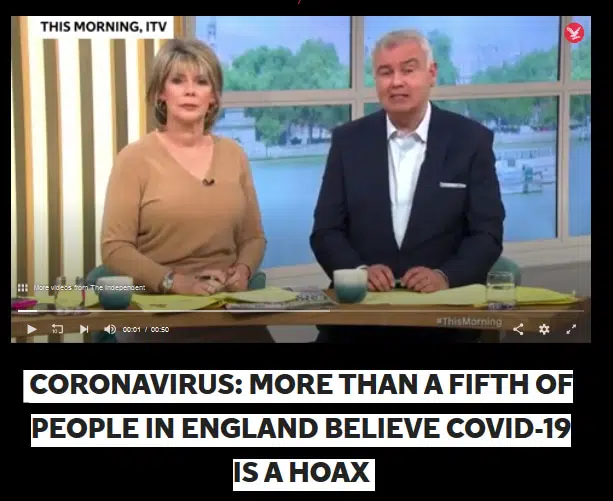 THIS MORNING, ITV
More videos from The Independent
00:01 / 00:50
#ThisMorning
CORONAVIRUS: MORE THAN A FIFTH OF
PEOPLE IN ENGLAND BELIEVE COVID-19
IS A HOAX